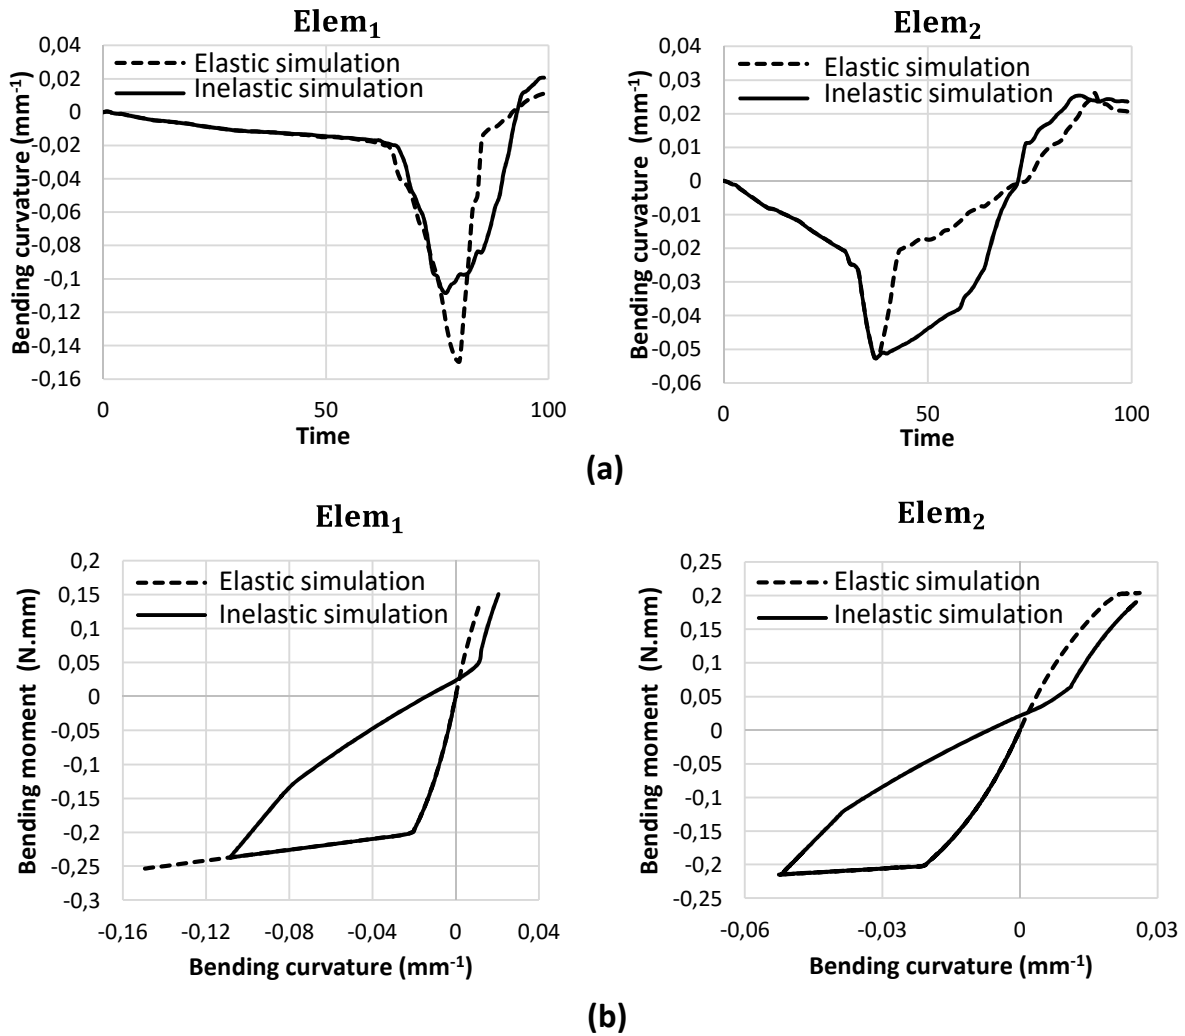 Elem1
Elastic simulation
Inelastic simulation
Bending curvature (mm-1)
0,04
0,02
0
-0,02
-0,04
-0,06
-0,08
-0,1
-0,12
-0,14
-0,16
0
50
100
Time
Elem2
Elastic simulation
Inelastic simulation
Bending curvature (mm-1)
0,04
0,03
0,02
0,01
0
-0,01
-0,02
-0,03
-0,04
-0,05
-0,06
0
50
100
Time
(a)
Elem1
Elastic simulation
Inelastic simulation
Bending moment (N.mm)
0,2
0,15
0,1
0,05
0
-0,05
-0,1
-0,15
-0,2
-0,25
-0,3
-0,16
-0,12
-0,08
-0,04
0
0,04
Bending curvature (mm-1)
Elem2
Elastic simulation
Inelastic simulation
Bending moment (N.mm)
0,25
0,2
0,15
0,1
0,05
0
-0,05
-0,1
-0,15
-0,2
-0,25
-0,06
-0,03
0
0,03
Bending curvature (mm-1)
(b)